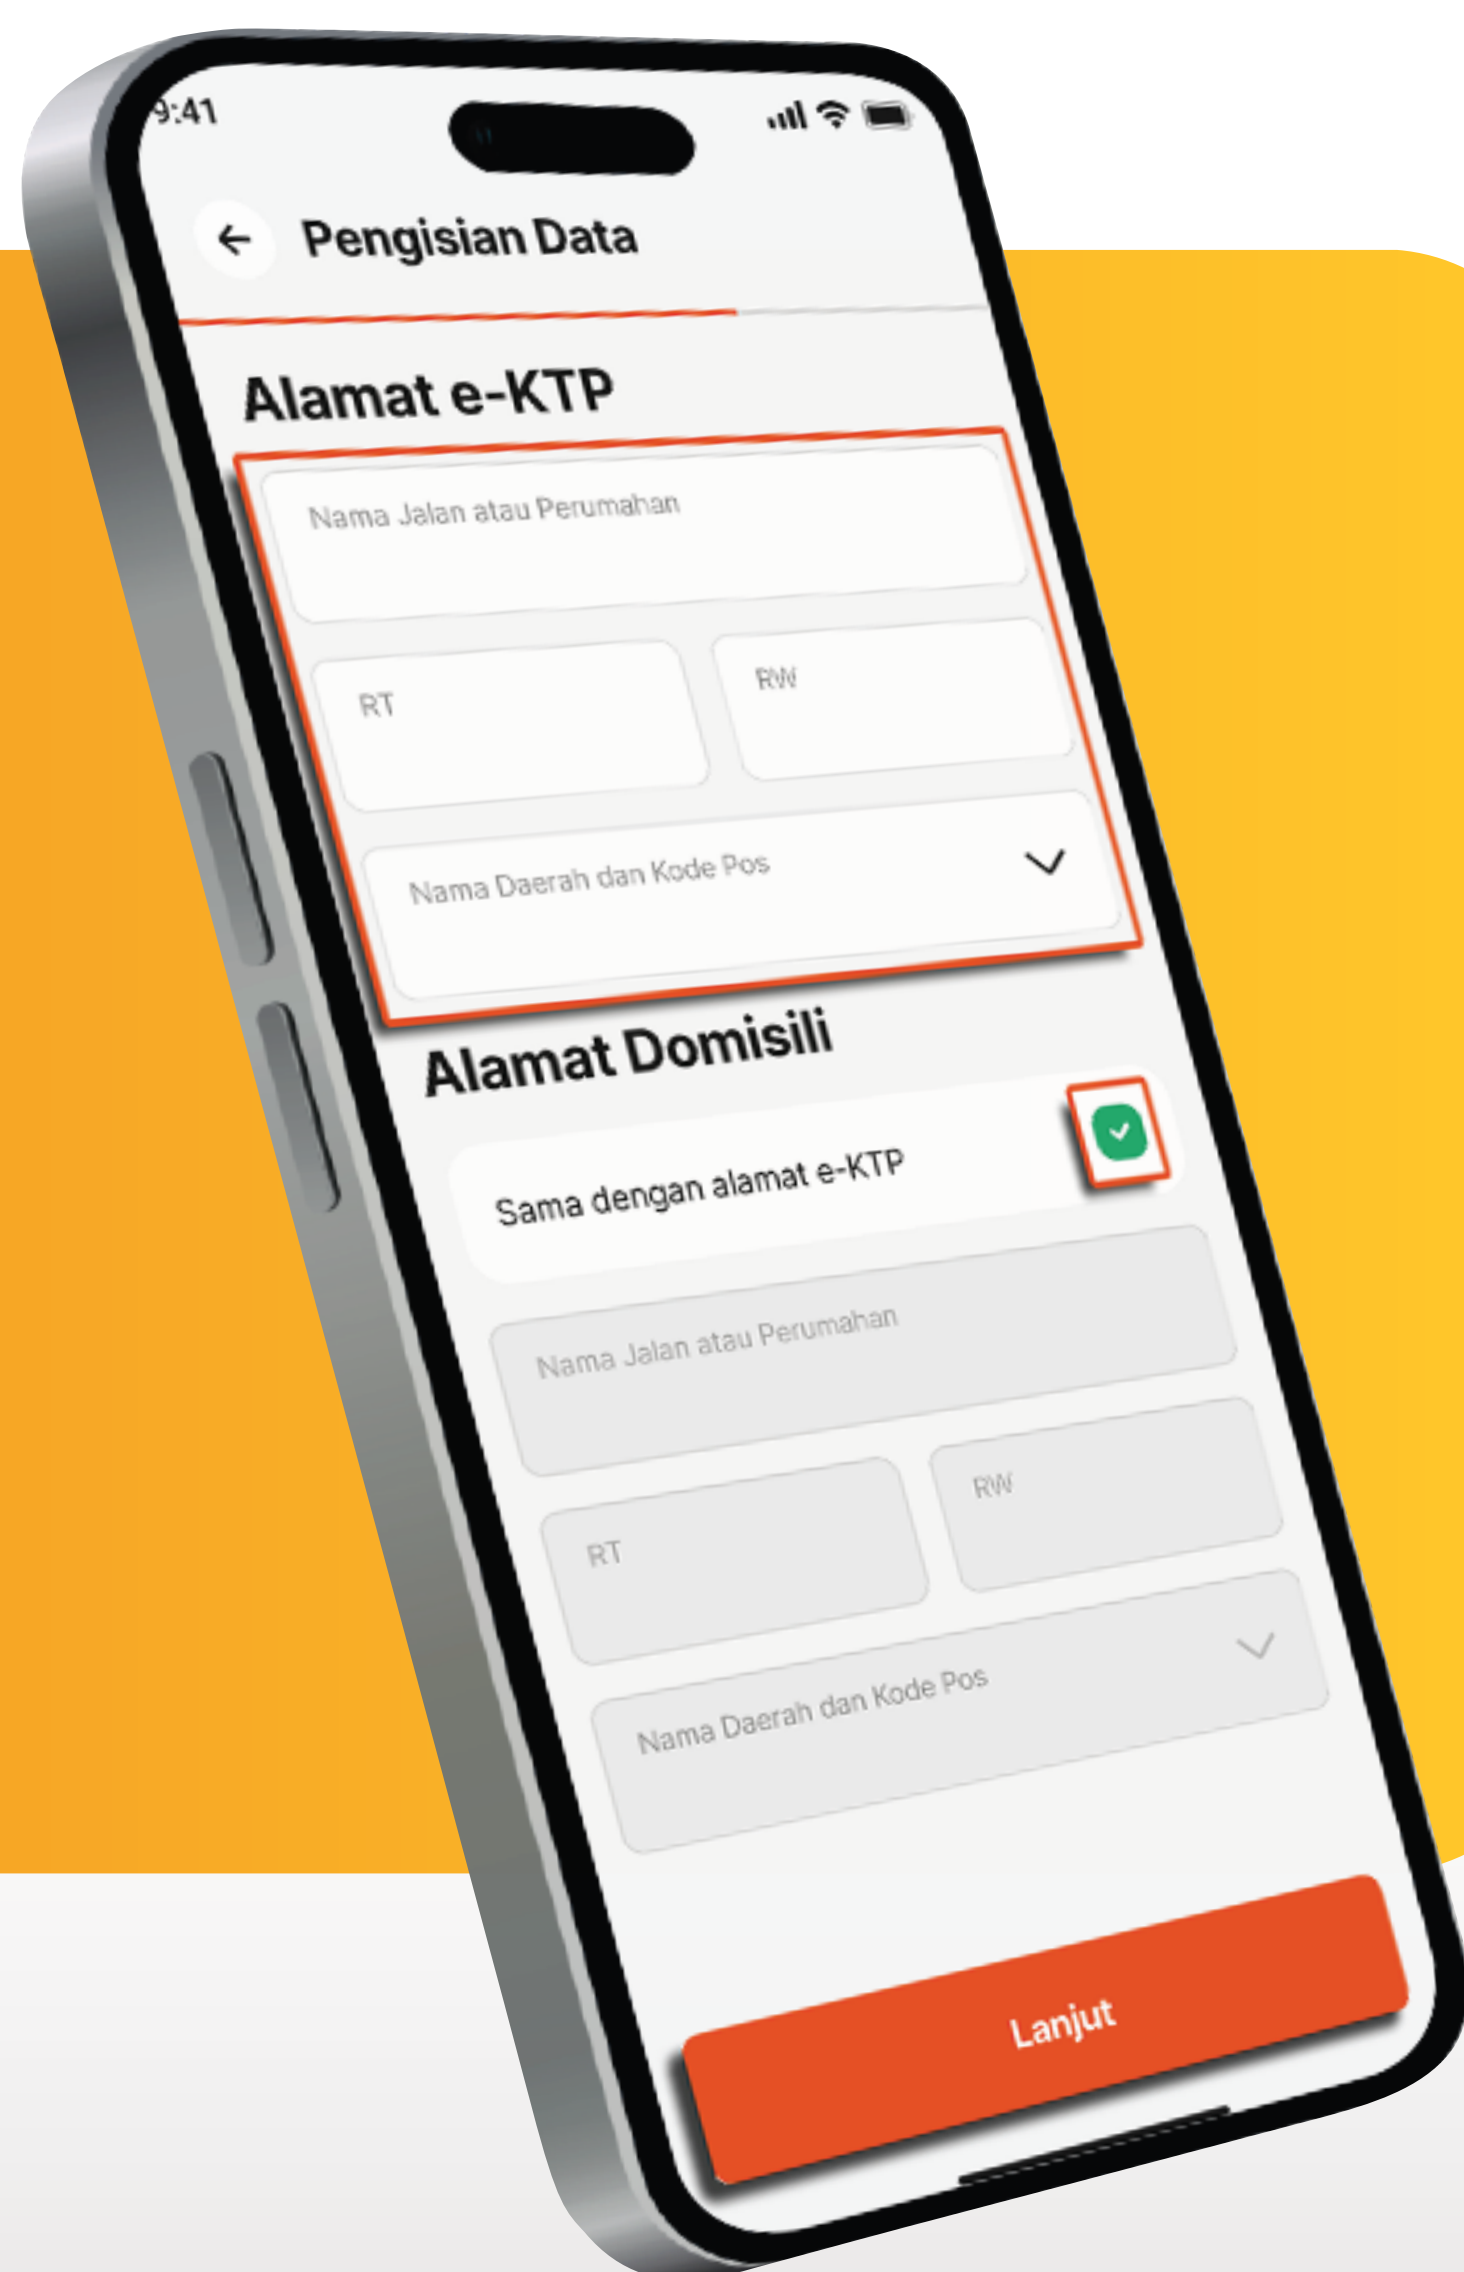 9:41
Pengisian Data
Alamat e-KTP
Nama Jalan atau Perumahan
RT
RW
Nama Daerah dan Kode Pos
Alamat Domisili
Sama dengan alamat e-KTP
Nama Jalan atau Perumahan
RT
RW
Nama Daerah dan Kode Pos
Lanjut